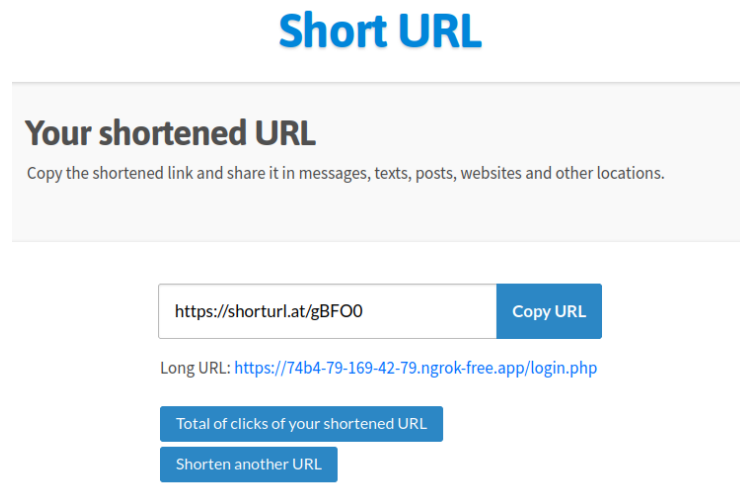 Short URL
Your shortened URL
Copy the shortened link and share it in messages, texts, posts, websites and other locations.
https://shorturl.at/gBFO0
Copy URL
Long URL: https://74b4-79-169-42-79.ngrok-free.app/login.php
Total of clicks of your shortened URL
Shorten another URL